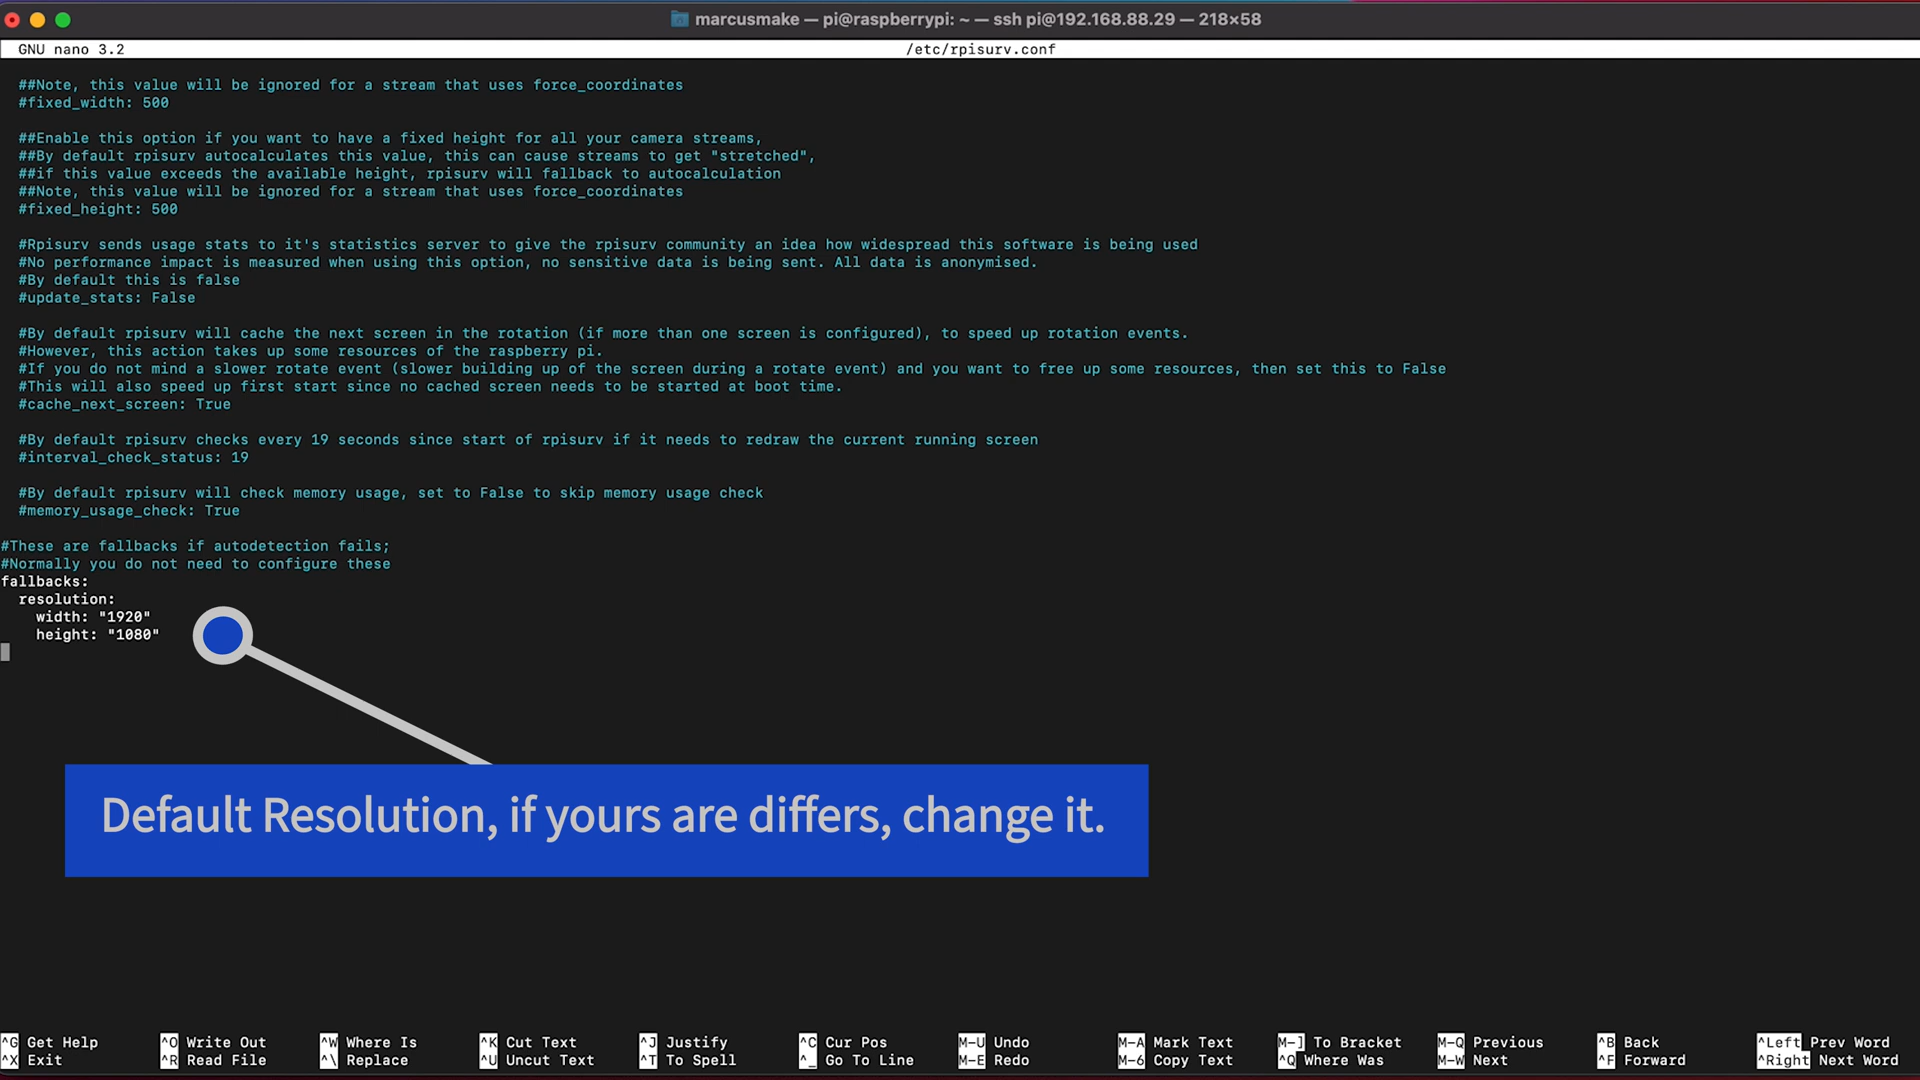 marcusmake — pi@raspberrypi: ~ — ssh pi@192.168.88.29 — 218×58
GNU nano 3.2 /etc/rpisurv.conf
##Note, this value will be ignored for a stream that uses force_coordinates
#fixed_width: 500
##Enable this option if you want to have a fixed height for all your camera streams,
##By default rpisurv autocalculates this value, this can cause streams to get "stretched",
##if this value exceeds the available height, rpisurv will fallback to autocalculation
##Note, this value will be ignored for a stream that uses force_coordinates
#fixed_height: 500
#Rpisurv sends usage stats to it's statistics server to give the rpisurv community an idea how widespread this software is being used
#No performance impact is measured when using this option, no sensitive data is being sent. All data is anonymised.
#By default this is false
#update_stats: False
#By default rpisurv will cache the next screen in the rotation (if more than one screen is configured), to speed up rotation events.
#However, this action takes up some resources of the raspberry pi.
#If you do not mind a slower rotate event (slower building up of the screen during a rotate event) and you want to free up some resources, then set this to False
#This will also speed up first start since no cached screen needs to be started at boot time.
#cache_next_screen: True
#By default rpisurv checks every 19 seconds since start of rpisurv if it needs to redraw the current running screen
#interval_check_status: 19
#By default rpisurv will check memory usage, set to False to skip memory usage check
#memory_usage_check: True
#These are fallbacks if autodetection fails;
#Normally you do not need to configure these
fallbacks:
resolution:
width: "1920"
height: "1080"
Default Resolution, if yours are differs, change it.
^G Get Help ^O Write Out ^W Where Is ^K Cut Text ^J Justify ^C Cur Pos M-U Undo M-A Mark Text M-] To Bracket M-Q Previous ^B Back ^Left Prev Word
^X Exit ^R Read File ^\ Replace ^U Uncut Text ^T To Spell ^_ Go To Line M-E Redo M-6 Copy Text ^Q Where Was M-W Next ^F Forward ^Right Next Word